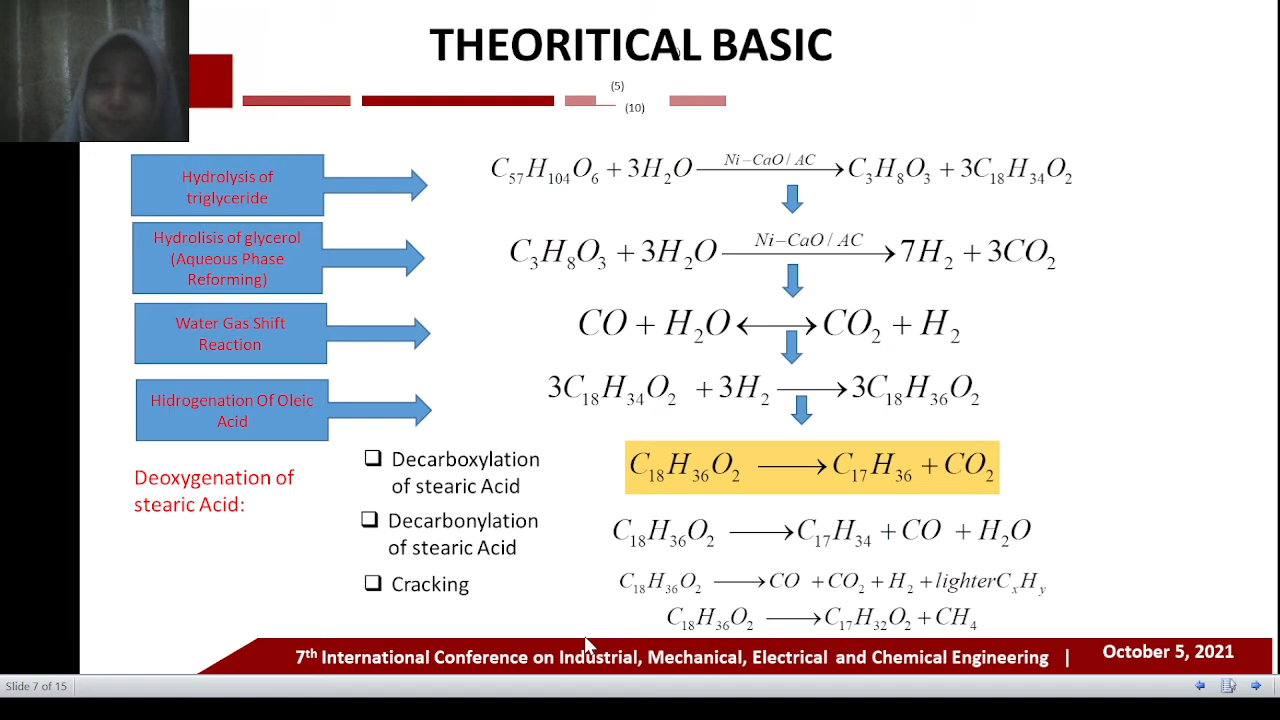 THEORITICAL BASIC
(5)
(10)
Hydrolysis of
triglyceride
C₅₇H₁₀₄O₆ + 3H₂O ⟶ C₃H₈O₃ + 3C₁₈H₃₄O₂
Ni−CaO / AC
Hydrolisis of glycerol
(Aqueous Phase
Reforming)
C₃H₈O₃ + 3H₂O ⟶ 7H₂ + 3CO₂
Ni−CaO / AC
Water Gas Shift
Reaction
CO + H₂O ⟷ CO₂ + H₂
Hidrogenation Of Oleic
Acid
3C₁₈H₃₄O₂ + 3H₂ ⟶ 3C₁₈H₃₆O₂
Deoxygenation of
stearic Acid:
❑ Decarboxylation
of stearic Acid
C₁₈H₃₆O₂ ⟶ C₁₇H₃₆ + CO₂
❑ Decarbonylation
of stearic Acid
C₁₈H₃₆O₂ ⟶ C₁₇H₃₄ + CO + H₂O
❑ Cracking
C₁₈H₃₆O₂ ⟶ CO + CO₂ + H₂ + lighterCₓHᵧ
C₁₈H₃₆O₂ ⟶ C₁₇H₃₂O₂ + CH₄
7th International Conference on Industrial, Mechanical, Electrical and Chemical Engineering | October 5, 2021
Slide 7 of 15